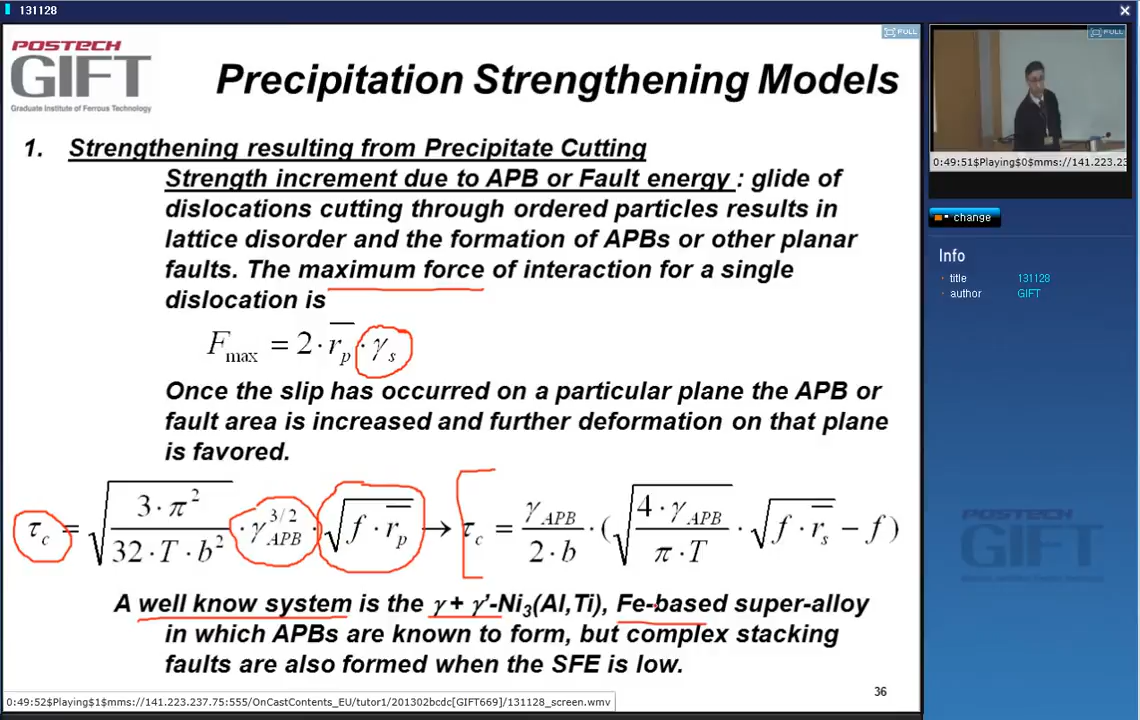 131128
POSTECH
GIFT
Graduate Institute of Ferrous Technology
FULL
FULL
Precipitation Strengthening Models
1. Strengthening resulting from Precipitate Cutting
Strength increment due to APB or Fault energy : glide of
dislocations cutting through ordered particles results in
lattice disorder and the formation of APBs or other planar
faults. The maximum force of interaction for a single
dislocation is
F_max = 2 · r̅_p · γ_s
Once the slip has occurred on a particular plane the APB or
fault area is increased and further deformation on that plane
is favored.
τ_c = √(3 · π² / 32 · T · b²) · γ_APB^3/2 · √(f · r̅_p) → τ_c = γ_APB / 2 · b · (√(4 · γ_APB / π · T) · √(f · r̅_s) − f)
A well know system is the γ + γ'-Ni₃(Al,Ti), Fe-based super-alloy
in which APBs are known to form, but complex stacking
faults are also formed when the SFE is low.
36
0:49:52$Playing$1$mms://141.223.237.75:555/OnCastContents_EU/tutor1/201302bcdc[GIFT669]/131128_screen.wmv
0:49:51$Playing$0$mms://141.223.23
change
Info
title 131128
author GIFT
POSTECH
GIFT